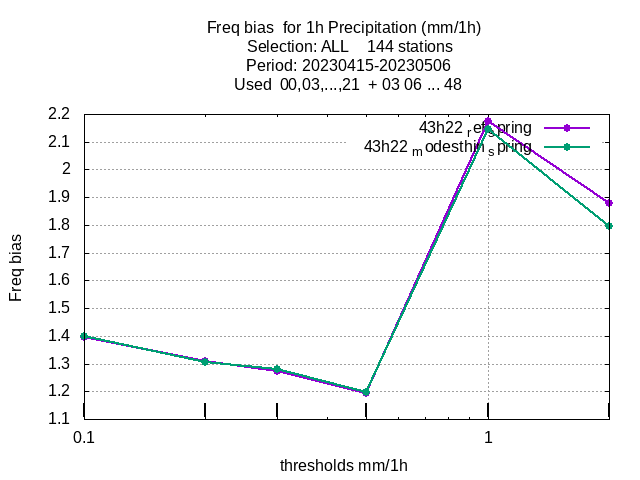 Freq bias  for 1h Precipitation (mm/1h)
Selection: ALL    144 stations
Period: 20230415-20230506
Used  00,03,...,21  + 03 06 ... 48
43h22 refspring
43h22 modesthin spring
2.2
2.1
2
1.9
1.8
1.7
1.6
1.5
1.4
1.3
1.2
1.1
Freq bias
0.1
1
thresholds mm/1h